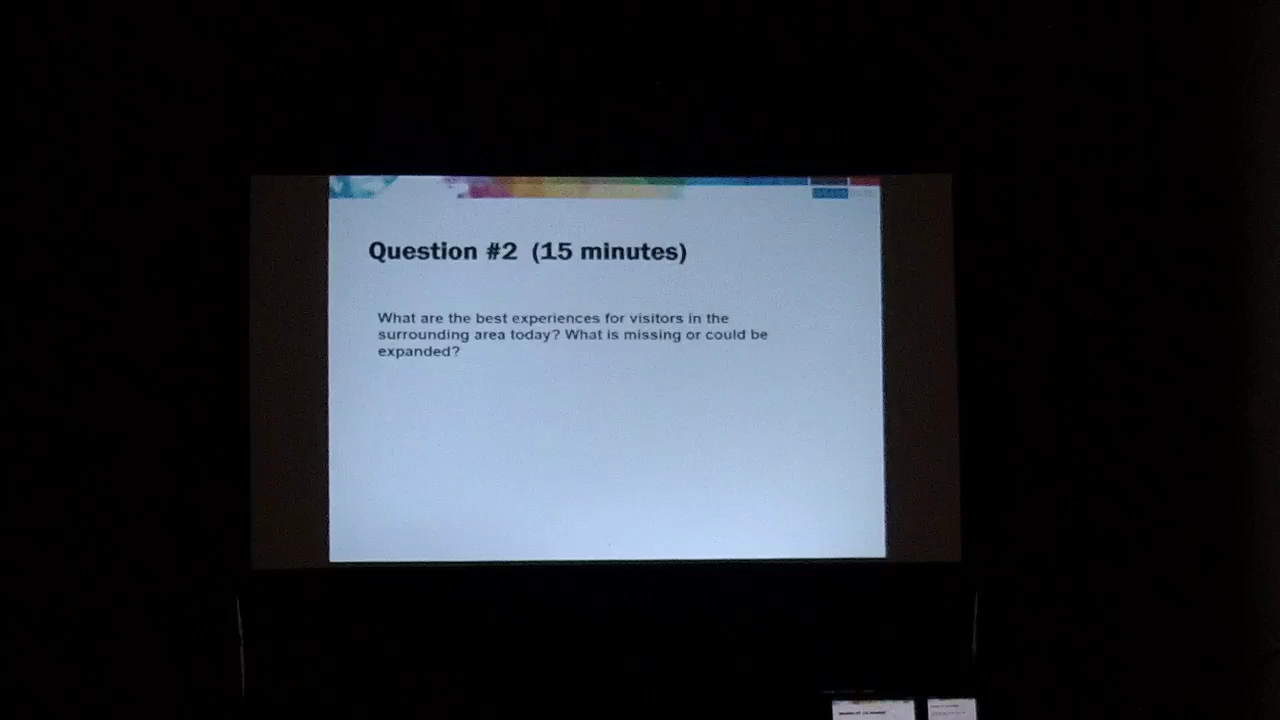 Question #2 (15 minutes)
What are the best experiences for visitors in the
surrounding area today? What is missing or could be
expanded?